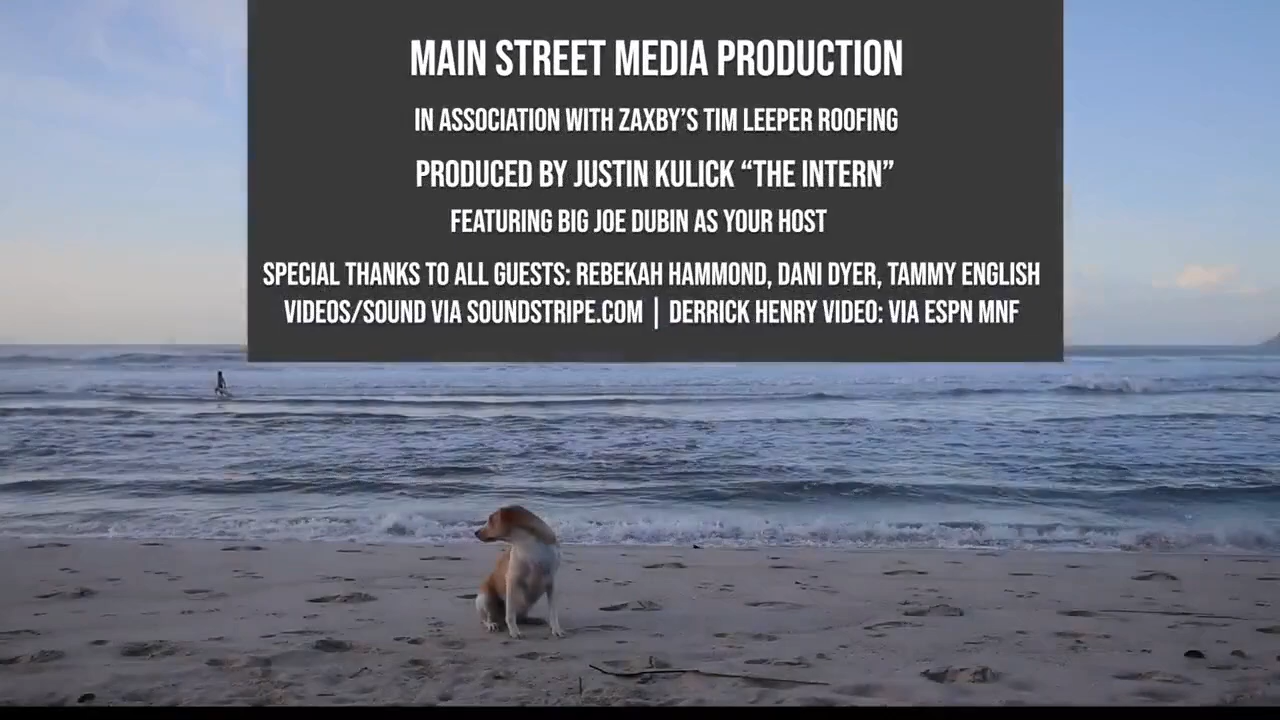 MAIN STREET MEDIA PRODUCTION
IN ASSOCIATION WITH ZAXBY'S TIM LEEPER ROOFING
PRODUCED BY JUSTIN KULICK “THE INTERN”
FEATURING BIG JOE DUBIN AS YOUR HOST
SPECIAL THANKS TO ALL GUESTS: REBEKAH HAMMOND, DANI DYER, TAMMY ENGLISH
VIDEOS/SOUND VIA SOUNDSTRIPE.COM | DERRICK HENRY VIDEO: VIA ESPN MNF